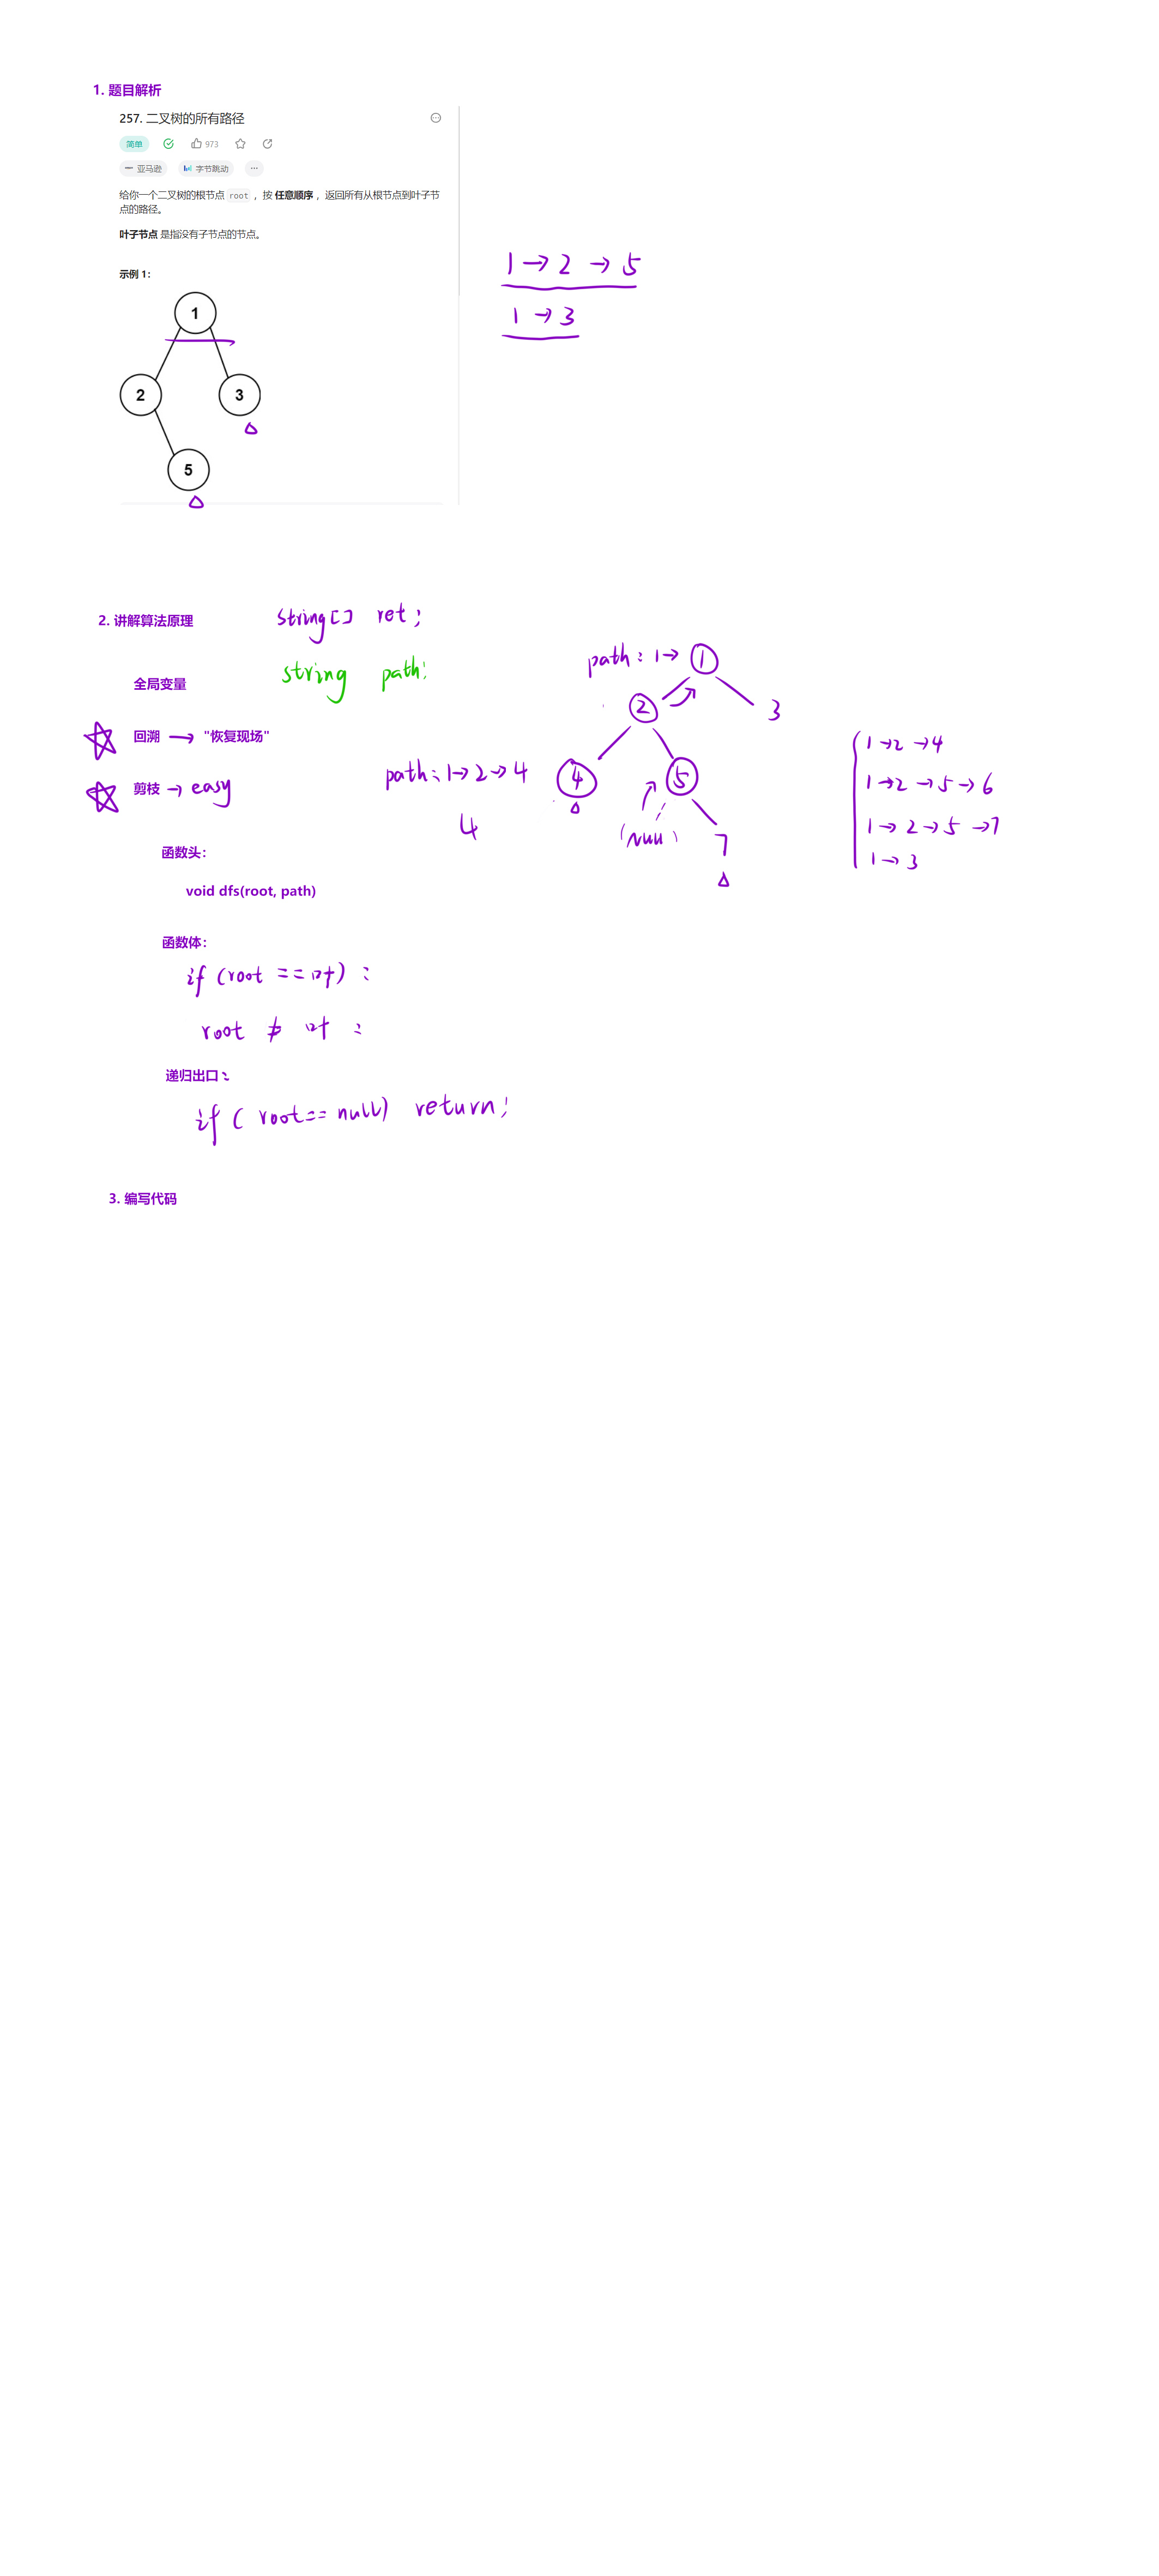 1. 题目解析
257. 二叉树的所有路径
简单 973
亚马逊 字节跳动 ...
给你一个二叉树的根节点 root ，按 任意顺序 ，返回所有从根节点到叶子节
点的路径。
叶子节点 是指没有子节点的节点。
示例 1：
1
2 3
5
1→2→5
1→3
2. 讲解算法原理
string[] ret;
string path;
全局变量
回溯 → "恢复现场"
剪枝 → easy
path: 1→
1
2 3
4 5
(null) 7
path: 1→2→4
4
1→2→4
1→2→5→6
1→2→5→7
1→3
函数头：
void dfs(root, path)
函数体：
if (root == 叶) :
root ≠ 叶 :
递归出口:
if ( root == null) return;
3. 编写代码